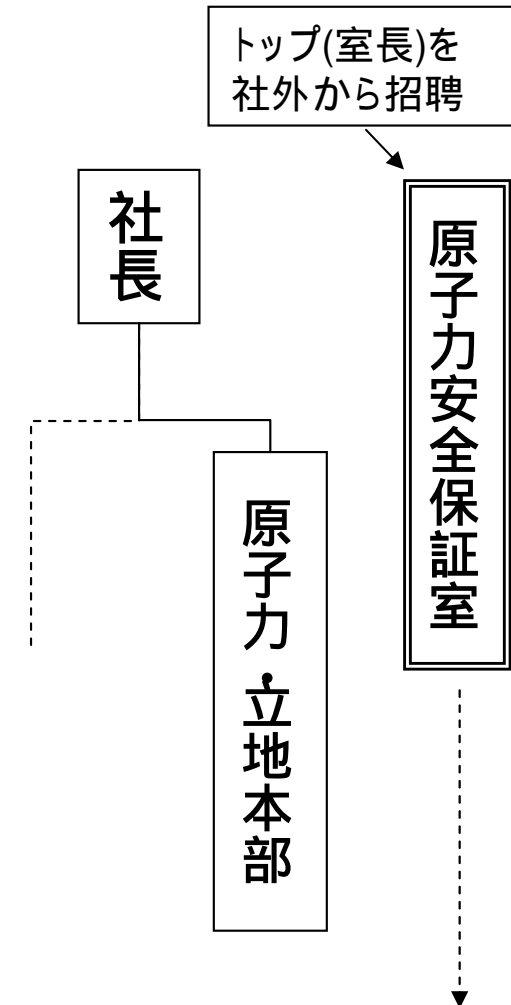 トップ(室長)を
社外から招聘
社長
原子力安全保証室
原子力・立地本部